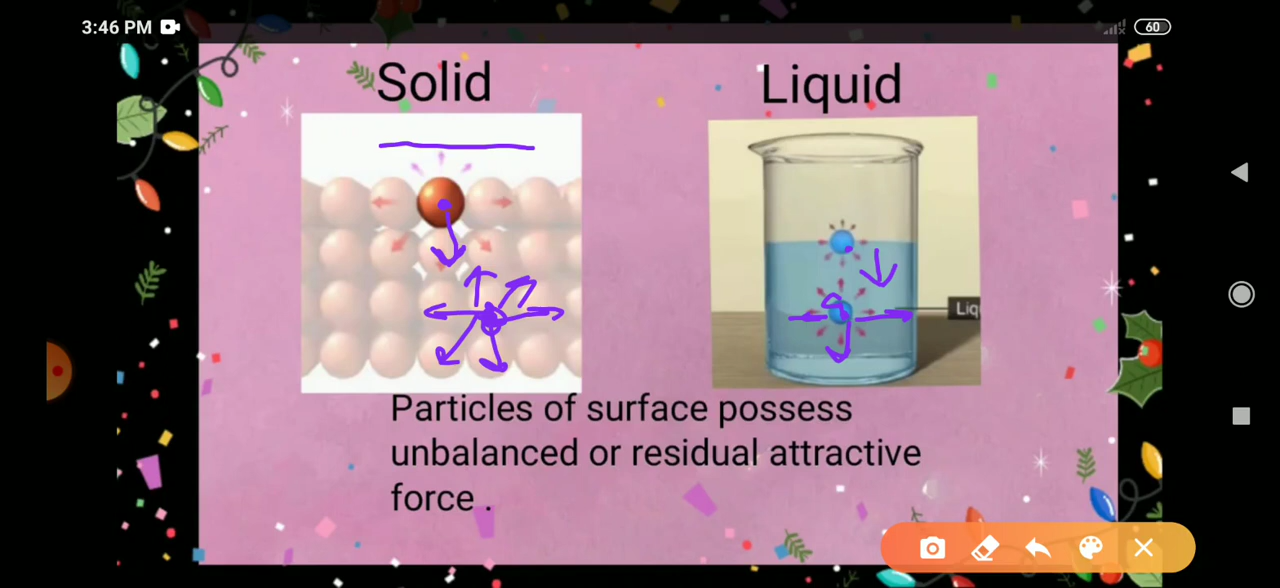 3:46 PM
60
Solid
Liquid
Liq
Particles of surface possess
unbalanced or residual attractive
force .